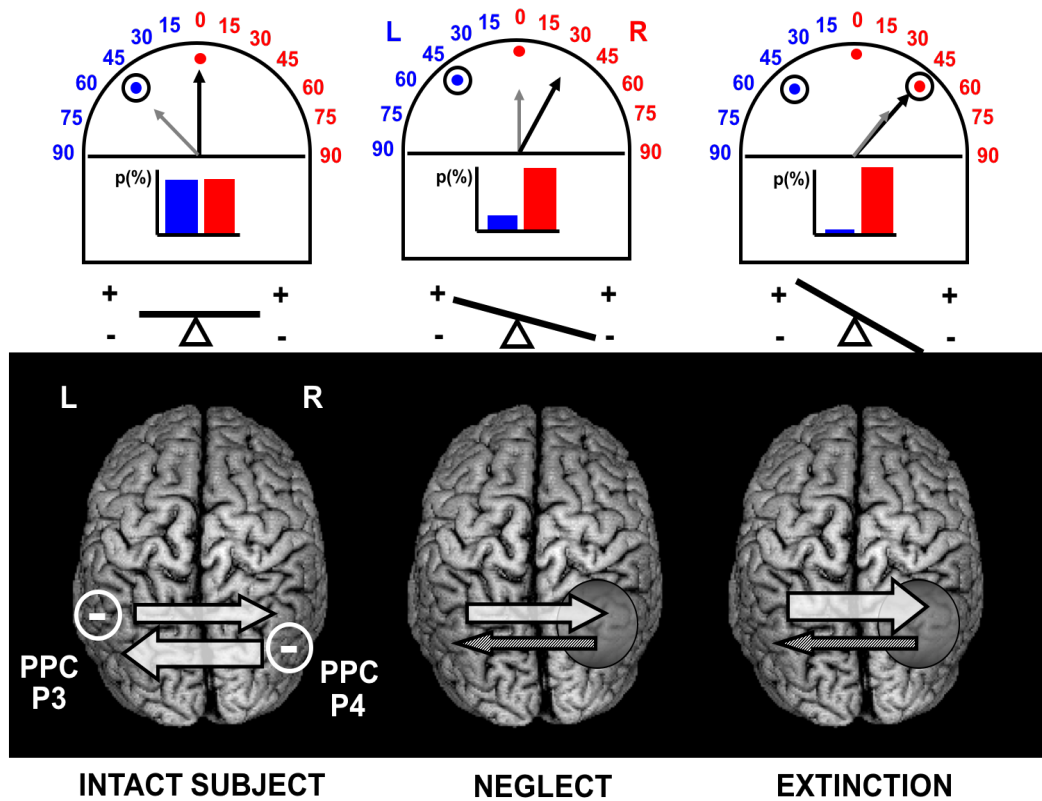 0 0 0
15 15 15 15 15 15
L R
30 30 30 30 30 30
45 45 45 45 45 45
60 60 60 60 60 60
75 75 75 75 75 75
90 90 90 90 90 90
p(%) p(%) p(%)
+ + + + + +
- - - - - -
L R
- -
PPC
P3
PPC
P4
INTACT SUBJECT NEGLECT EXTINCTION